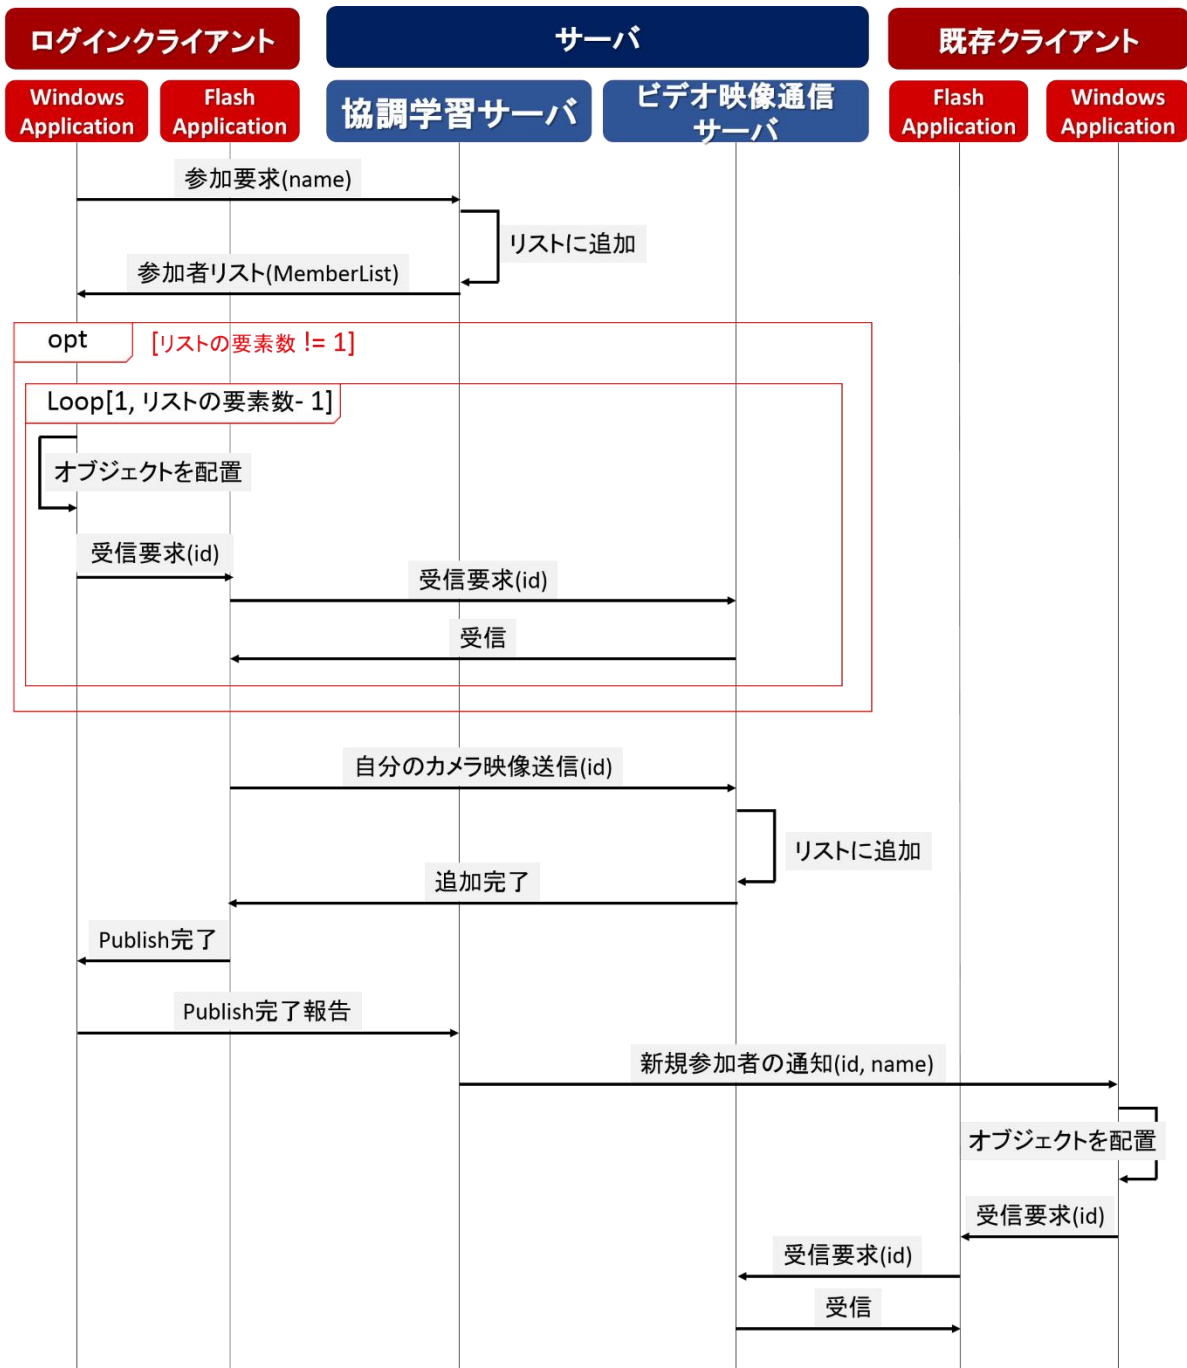 ログインクライアント
サーバ
既存クライアント
Windows
Application
Flash
Application
協調学習サーバ
ビデオ映像通信
サーバ
Flash
Application
Windows
Application
参加要求(name)
リストに追加
参加者リスト(MemberList)
opt
[リストの要素数 != 1]
Loop[1, リストの要素数- 1]
オブジェクトを配置
受信要求(id)
受信要求(id)
受信
自分のカメラ映像送信(id)
リストに追加
追加完了
Publish完了
Publish完了報告
新規参加者の通知(id, name)
オブジェクトを配置
受信要求(id)
受信要求(id)
受信